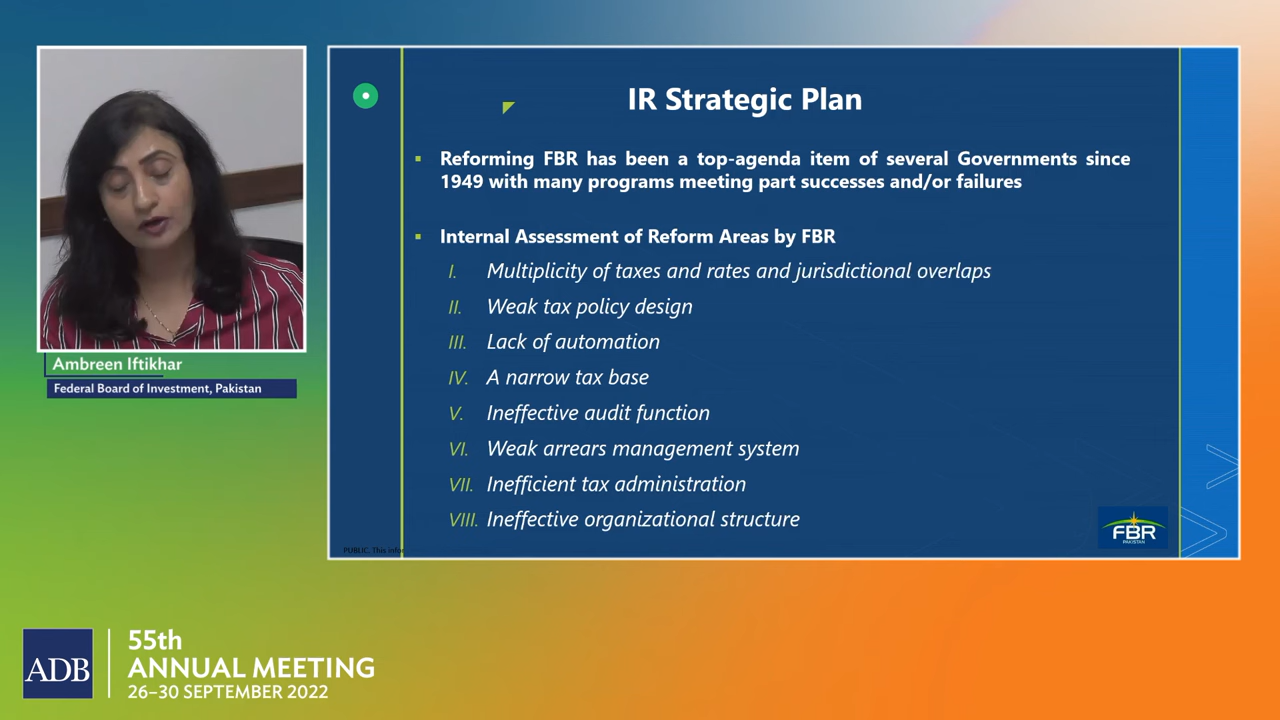 IR Strategic Plan
Reforming FBR has been a top-agenda item of several Governments since
1949 with many programs meeting part successes and/or failures
Internal Assessment of Reform Areas by FBR
I. Multiplicity of taxes and rates and jurisdictional overlaps
II. Weak tax policy design
III. Lack of automation
IV. A narrow tax base
V. Ineffective audit function
VI. Weak arrears management system
VII. Inefficient tax administration
VIII. Ineffective organizational structure
FBR
PAKISTAN
PUBLIC. This infor
Ambreen Iftikhar
Federal Board of Investment, Pakistan
ADB
55th
ANNUAL MEETING
26–30 SEPTEMBER 2022